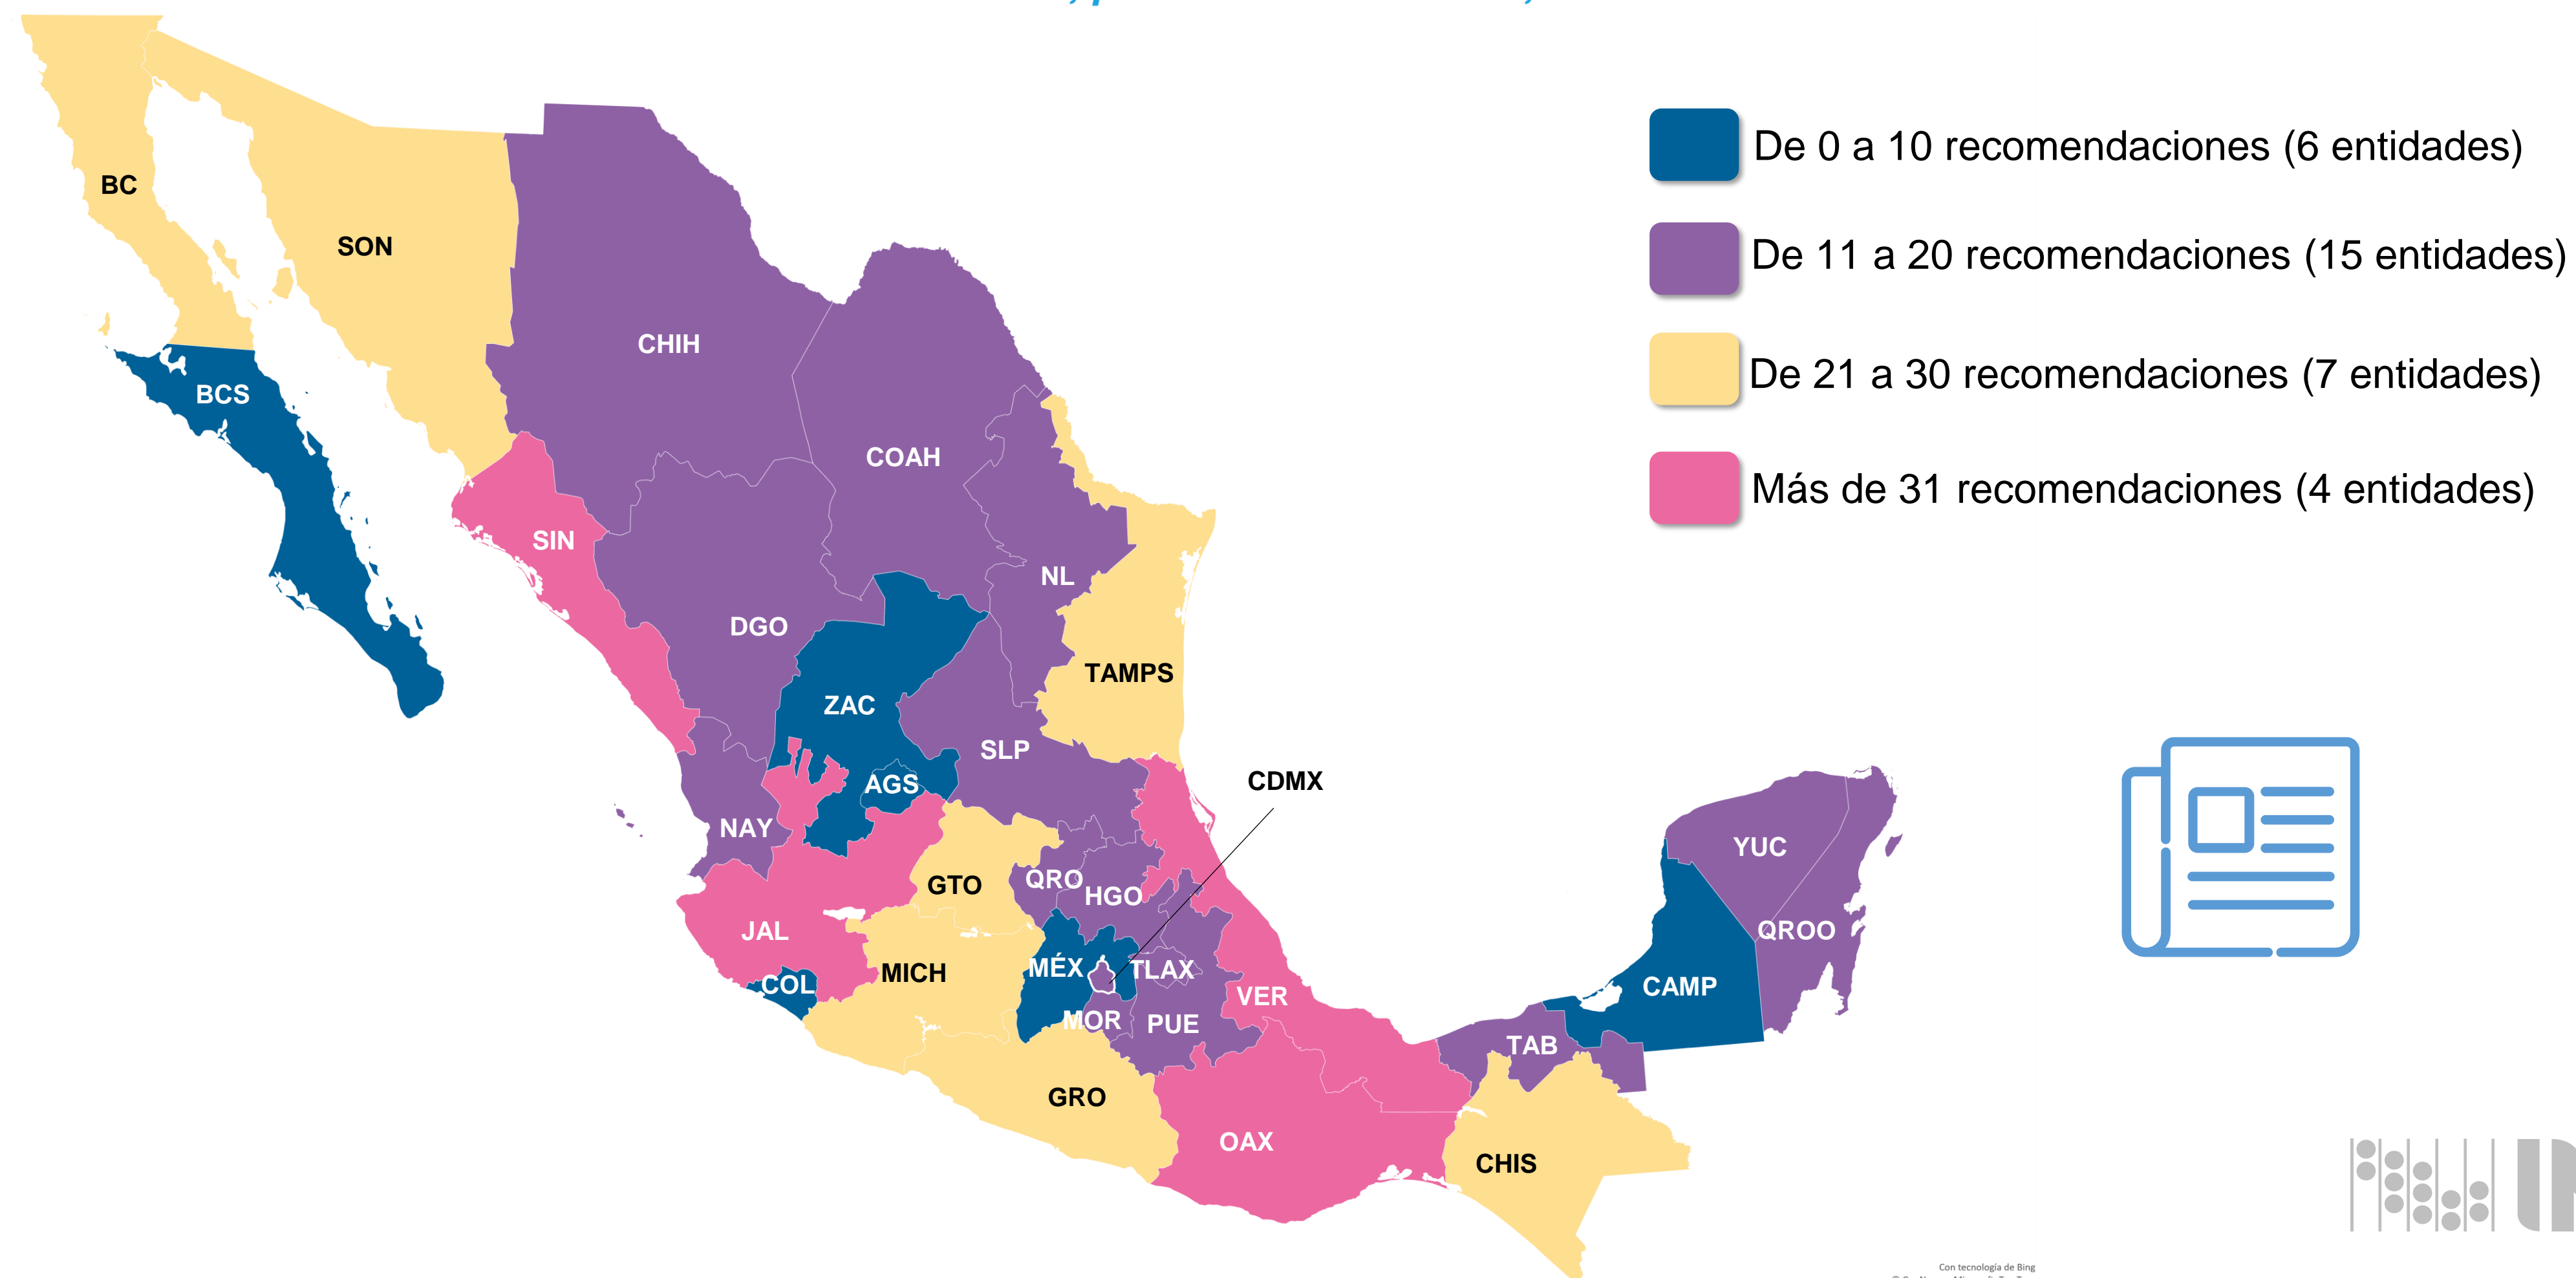 De 0 a 10 recomendaciones (6 entidades)
De 11 a 20 recomendaciones (15 entidades)
De 21 a 30 recomendaciones (7 entidades)
Más de 31 recomendaciones (4 entidades)
BC
SON
CHIH
BCS
COAH
SIN
NL
DGO
TAMPS
ZAC
SLP
AGS
CDMX
NAY
YUC
GTO
QRO
HGO
JAL
QROO
MICH
MÉX
TLAX
COL
CAMP
VER
MOR
PUE
TAB
GRO
OAX
CHIS
Con tecnología de Bing